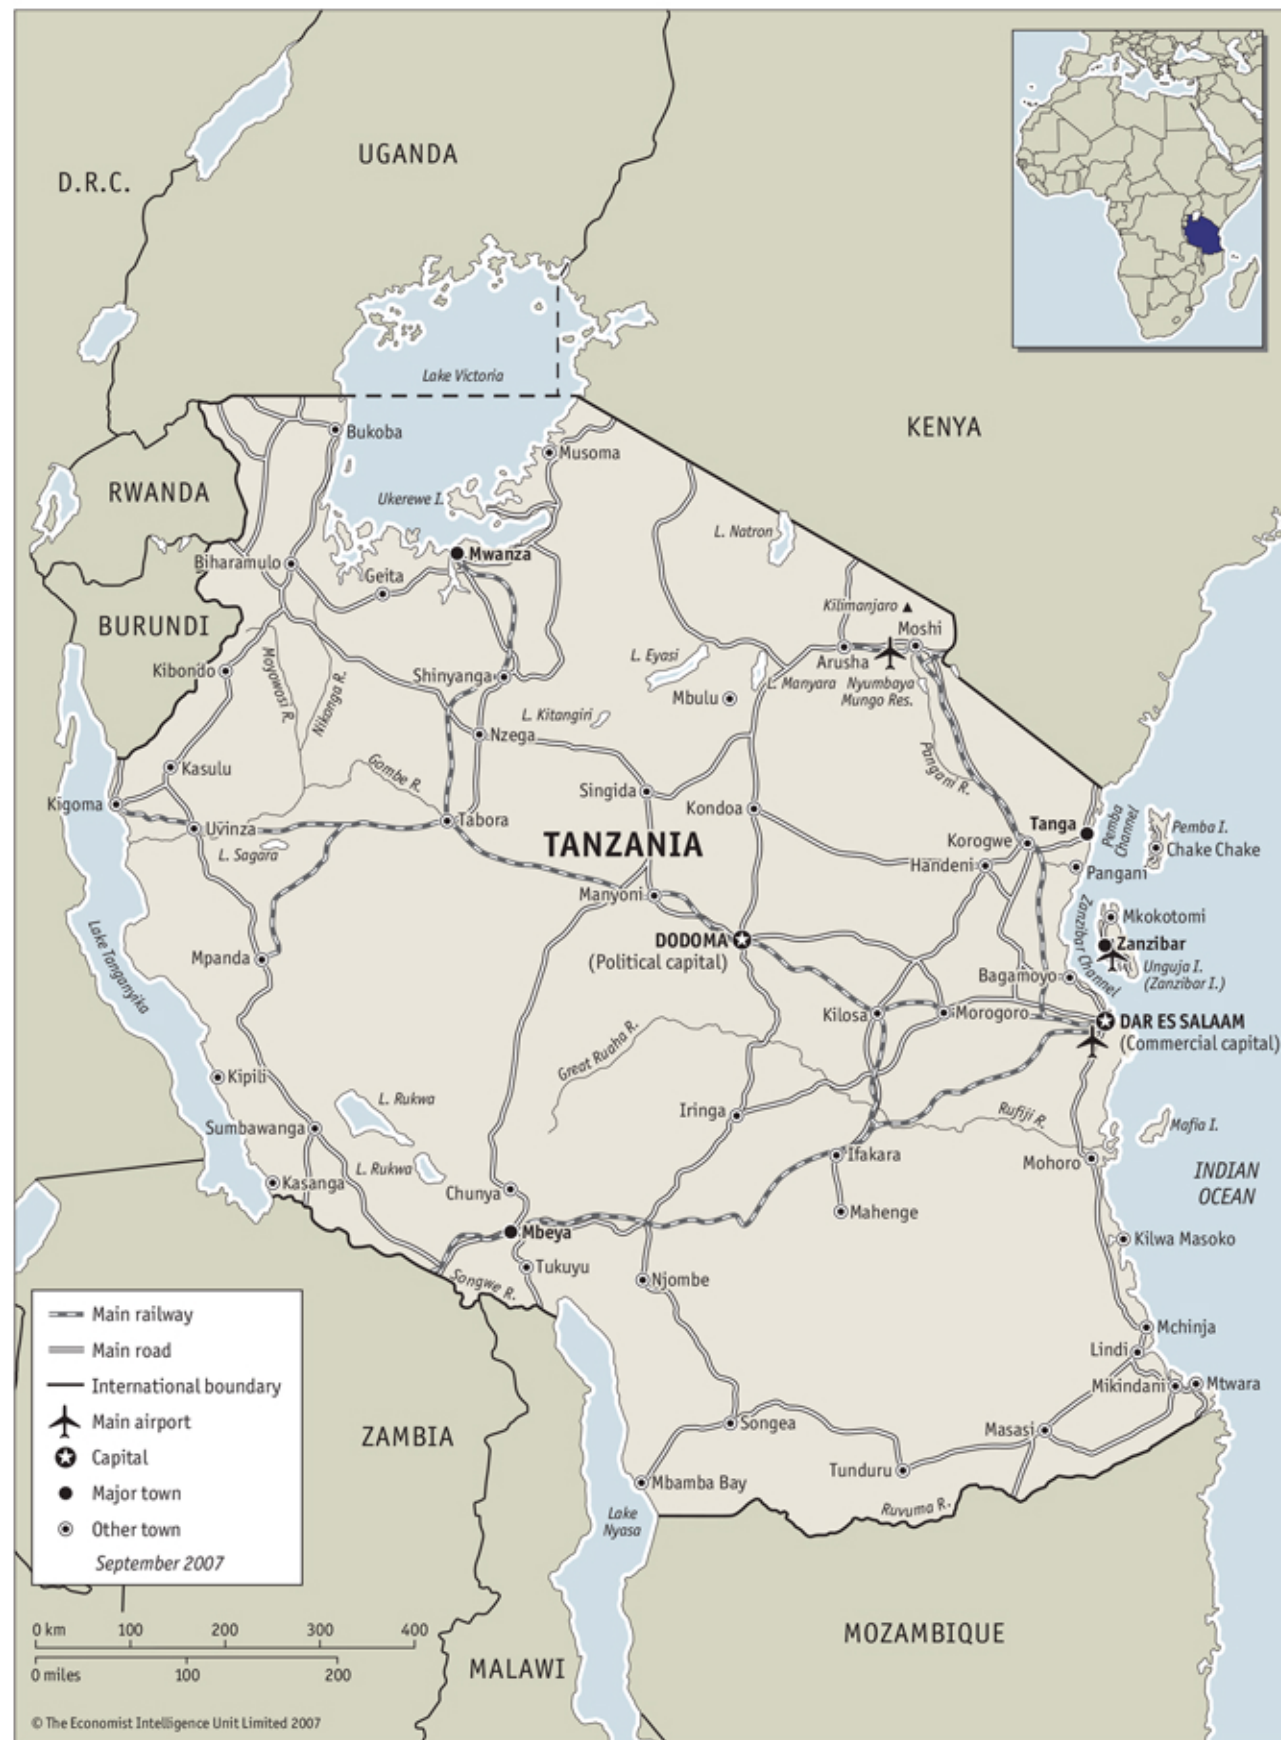 UGANDA
D.R.C.
Lake Victoria
KENYA
Bukoba
Musoma
RWANDA
Ukerewe I.
L. Natron
Mwanza
Biharamulo
Geita
Kilimanjaro
BURUNDI
Moshi
L. Eyasi
Arusha
Kibondo
Moyowosi R.
Nikonga R.
Shinyanga
L. Manyara
Nyumbaya
Mungo Res.
Mbulu
L. Kitangiri
Nzega
Pangani R.
Kasulu
Gombe R.
Singida
Kondoa
Kigoma
Uvinza
Tabora
TANZANIA
Tanga
Pemba
Channel
Pemba I.
Chake Chake
Korogwe
L. Sagara
Handeni
Pangani
Manyoni
Zanzibar Channel
Mkokotomi
DODOMA
(Political capital)
Zanzibar
Lake Tanganyika
Mpanda
Bagamoyo
Unguja I.
(Zanzibar I.)
Kilosa
Morogoro
DAR ES SALAAM
(Commercial capital)
Great Ruaha R.
Kipili
L. Rukwa
Iringa
Rufiji R.
Mafia I.
Sumbawanga
L. Rukwa
Ifakara
Mohoro
INDIAN
OCEAN
Kasanga
Chunya
Mahenge
Mbeya
Kilwa Masoko
Tukuyu
Songwe R.
Njombe
Mchinja
Lindi
Mikindani
Mtwara
Songea
Masasi
ZAMBIA
Tunduru
Mbamba Bay
Ruvuma R.
Lake
Nyasa
MOZAMBIQUE
MALAWI
Main railway
Main road
International boundary
Main airport
Capital
Major town
Other town
September 2007
0 km 100 200 300 400
0 miles 100 200
© The Economist Intelligence Unit Limited 2007